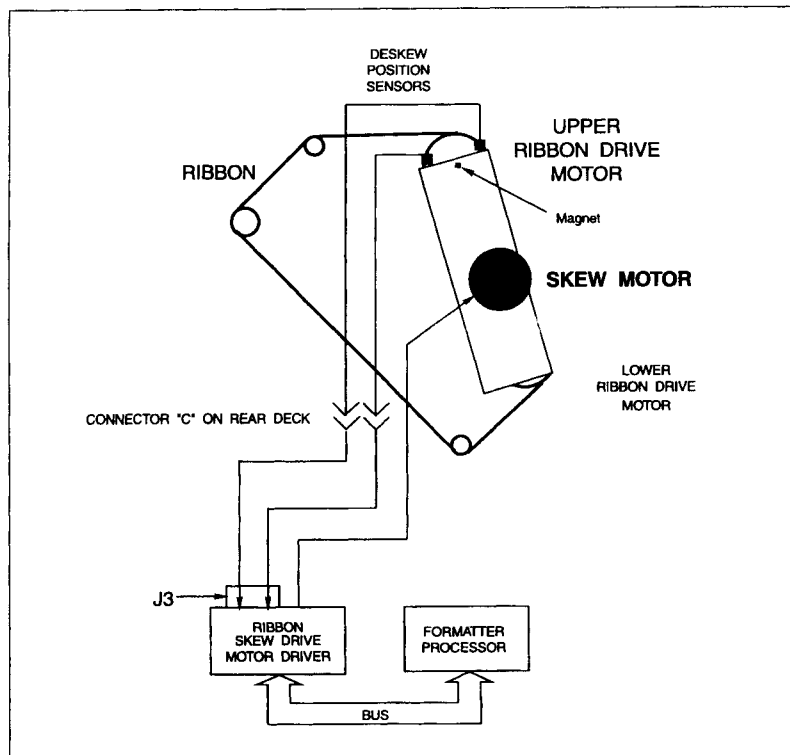 DESKEW
POSITION
SENSORS
UPPER
RIBBON DRIVE
MOTOR
RIBBON
Magnet
SKEW MOTOR
LOWER
RIBBON DRIVE
MOTOR
CONNECTOR "C" ON REAR DECK
J3
RIBBON
SKEW DRIVE
MOTOR DRIVER
FORMATTER
PROCESSOR
BUS